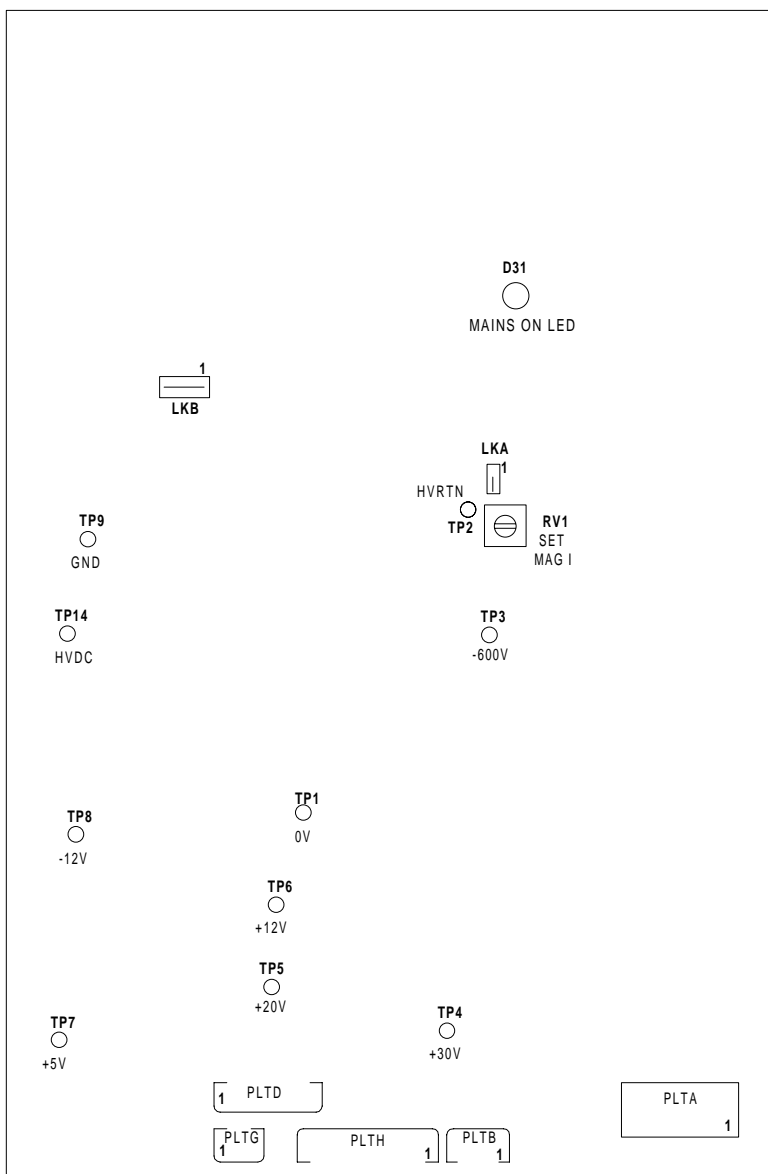 D31
MAINS ON LED
1
LKB
LKA
1
HVRTN
TP2
RV1
SET
MAG I
TP9
GND
TP14
HVDC
TP3
-600V
TP1
0V
TP8
-12V
TP6
+12V
TP5
+20V
TP7
+5V
TP4
+30V
1 PLTD
PLTA
1
PLTG
1
PLTH
1
PLTB
1